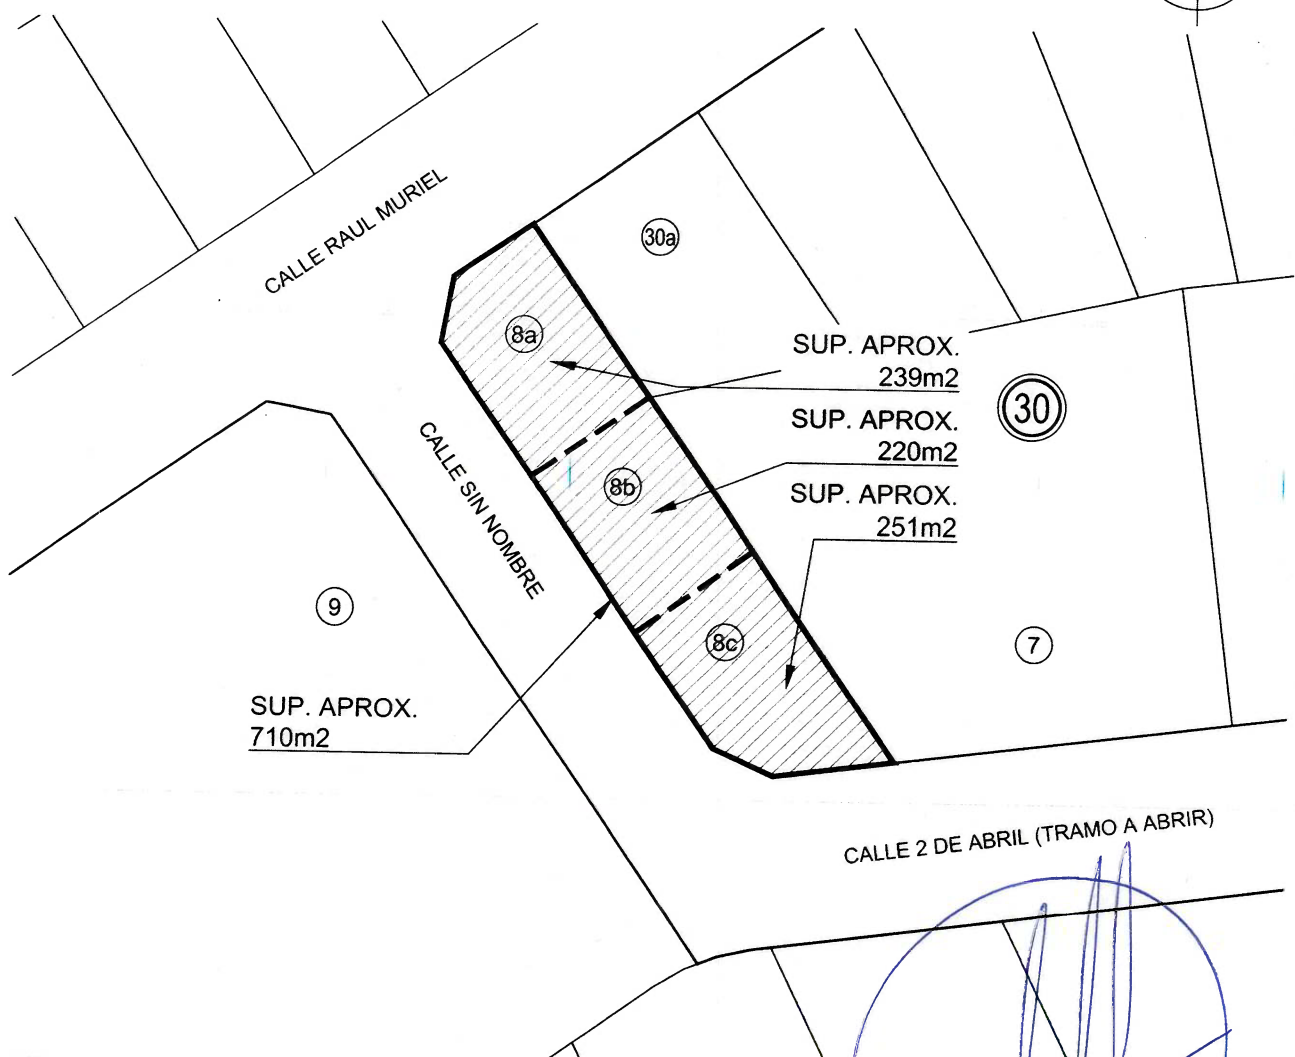 CALLE RAUL MURIEL
30a
8a
SUP. APROX.
239m2
30
SUP. APROX.
220m2
CALLE SIN NOMBRE
8b
SUP. APROX.
251m2
9
8c
7
SUP. APROX.
710m2
CALLE 2 DE ABRIL (TRAMO A ABRIR)